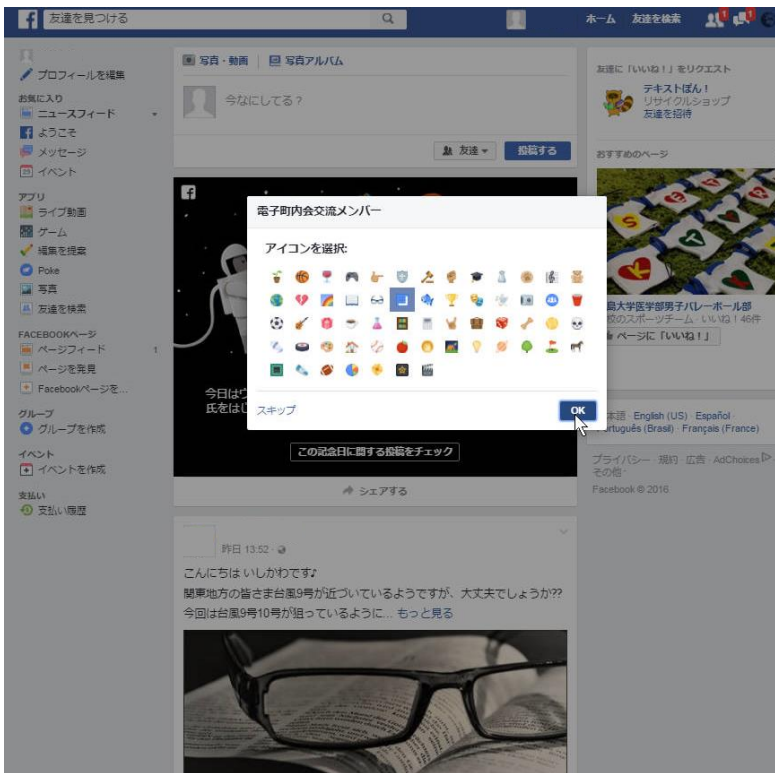 友達を見つける
ホーム 友達を検索
1
1
プロフィールを編集
お気に入り
ニュースフィード
ようこそ
メッセージ
イベント
アプリ
ライブ動画
ゲーム
編集を提案
Poke
写真
友達を検索
FACEBOOKページ
ページフィード 1
ページを発見
Facebookページを...
グループ
グループを作成
イベント
イベントを作成
支払い
支払い履歴
写真・動画 写真アルバム
今なにしてる?
友達
投稿する
電子町内会交流メンバー
アイコンを選択:
スキップ
OK
今日は
氏をはじ
この記念日に関する投稿をチェック
シェアする
昨日 13:52
こんにちは いしかわです♪
関東地方の皆さま台風9号が近づいているようですが、大丈夫でしょうか??
今回は台風9号10号が狙っているように... もっと見る
友達に「いいね!」をリクエスト
テキストぽん!
リサイクルショップ
友達を招待
おすすめのページ
島大学医学部男子バレーボール部
校のスポーツチーム · いいね!46件
ページに「いいね!」
本語 · English (US) · Español ·
Português (Brasil) · Français (France)
プライバシー · 規約 · 広告 · AdChoices
その他 ·
Facebook © 2016